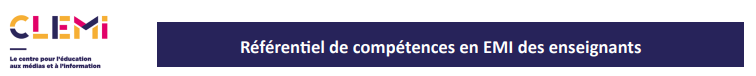 CLEMI
Le centre pour l'éducation
aux médias et à l'information
Référentiel de compétences en EMI des enseignants